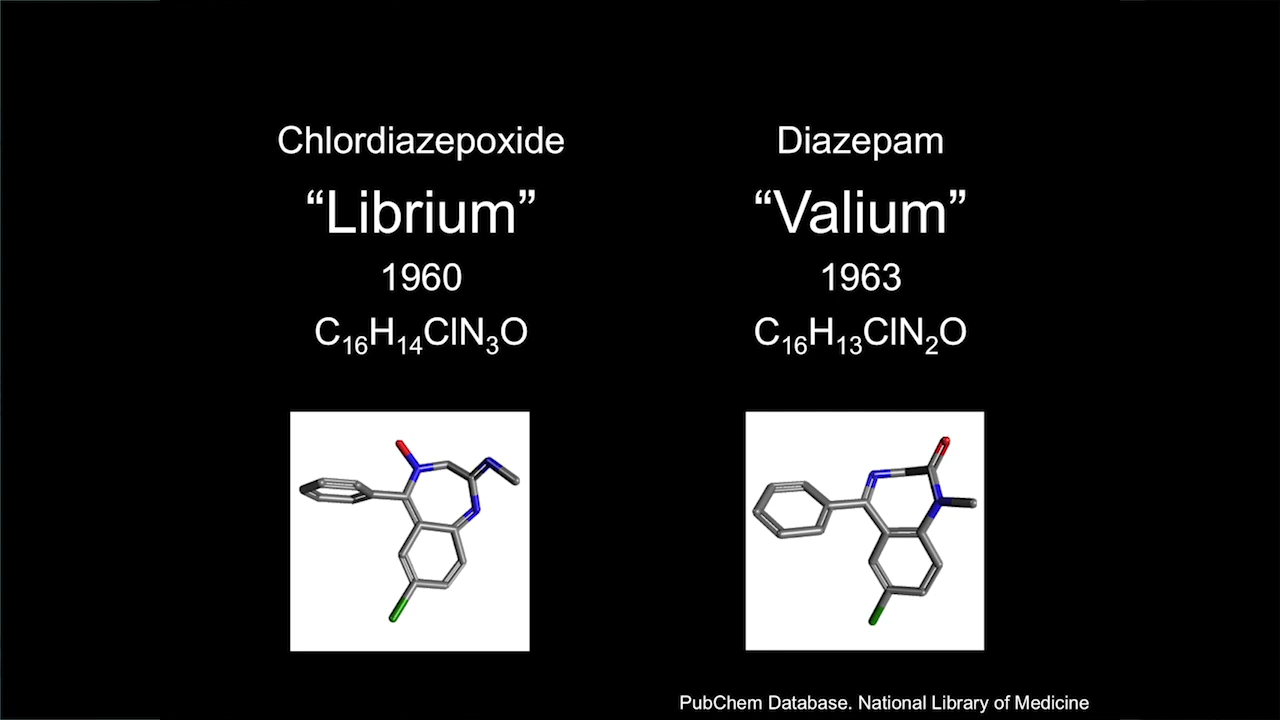 Chlordiazepoxide
“Librium”
1960
C₁₆H₁₄ClN₃O
Diazepam
“Valium”
1963
C₁₆H₁₃ClN₂O
PubChem Database. National Library of Medicine